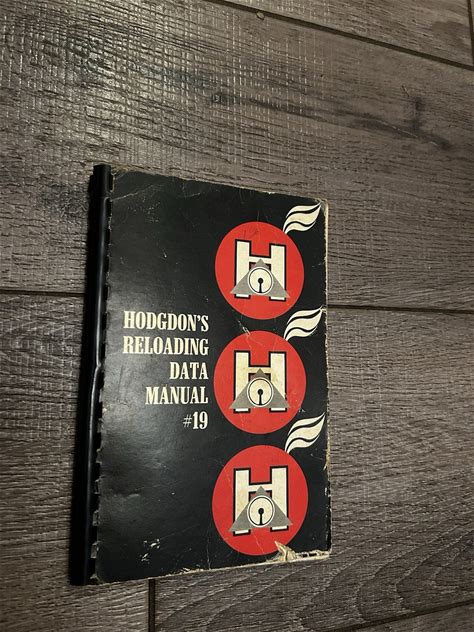 HODGDON'S
RELOADING
DATA
MANUAL
#19
H
H
H